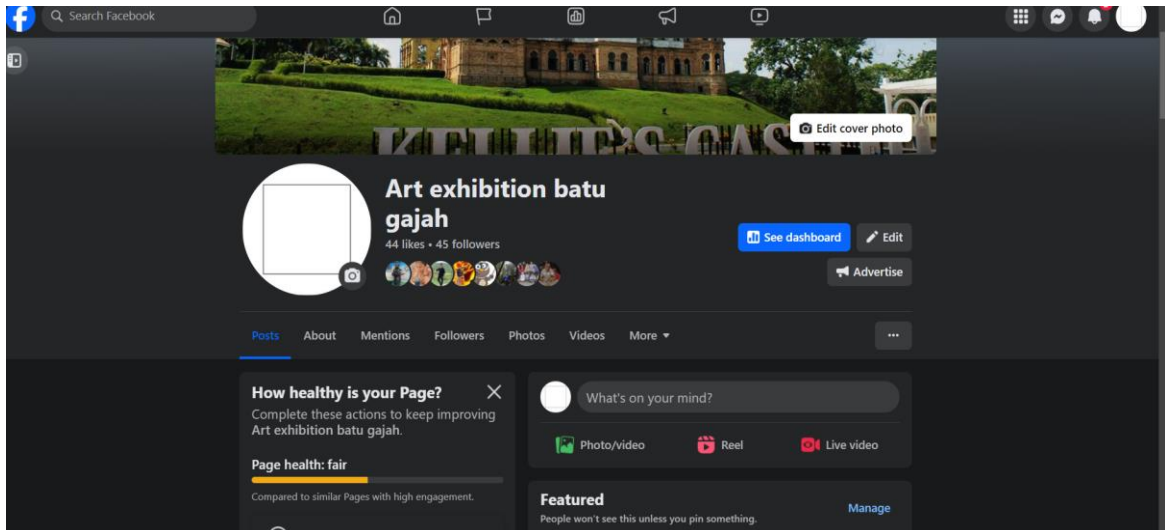 Search Facebook
KELLIE'S CASTLE
Edit cover photo
Art exhibition batu
gajah
44 likes • 45 followers
See dashboard
Edit
Advertise
Posts About Mentions Followers Photos Videos More
How healthy is your Page?
Complete these actions to keep improving
Art exhibition batu gajah.
Page health: fair
Compared to similar Pages with high engagement.
What's on your mind?
Photo/video Reel Live video
Featured
Manage
People won't see this unless you pin something.